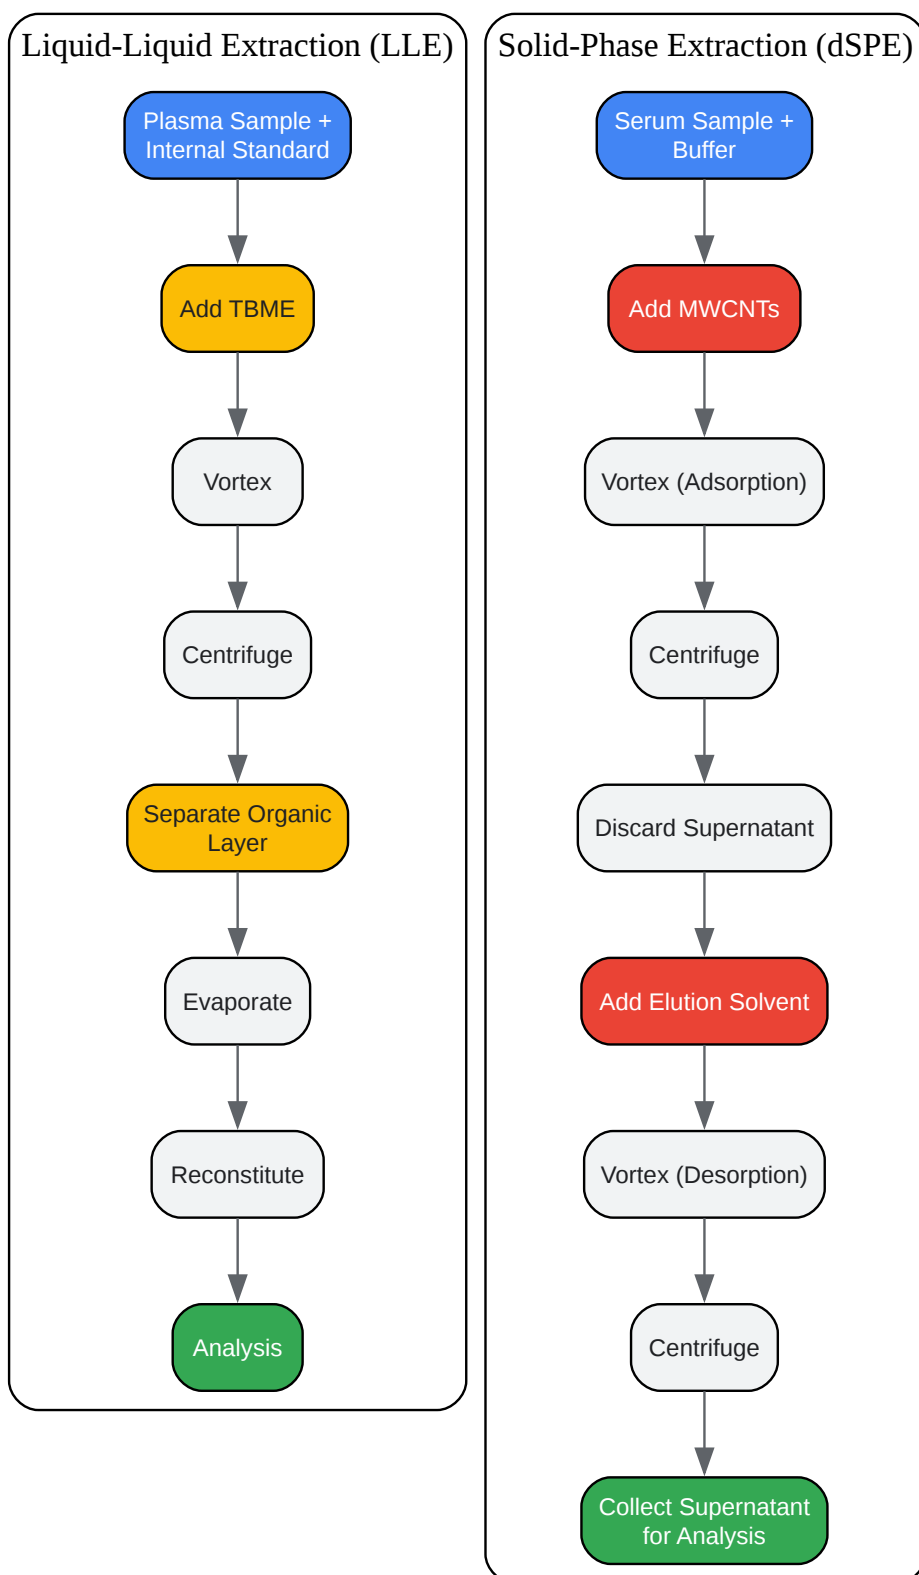 Liquid-Liquid Extraction (LLE)
Plasma Sample +
Internal Standard
Add TBME
Vortex
Centrifuge
Separate Organic
Layer
Evaporate
Reconstitute
Analysis
Solid-Phase Extraction (dSPE)
Serum Sample +
Buffer
Add MWCNTs
Vortex (Adsorption)
Centrifuge
Discard Supernatant
Add Elution Solvent
Vortex (Desorption)
Centrifuge
Collect Supernatant
for Analysis